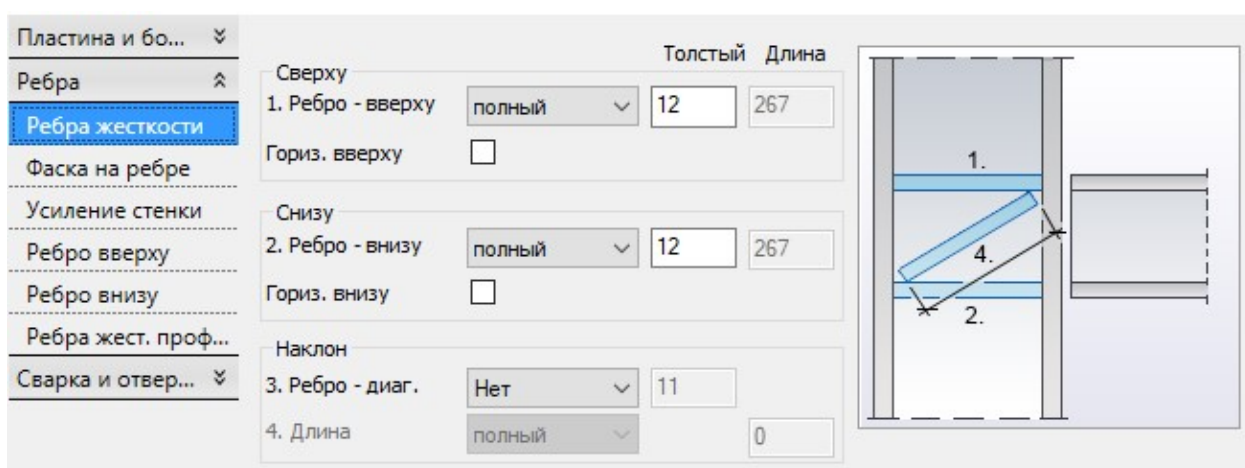 Пластина и бо...
Ребра
Ребра жесткости
Фаска на ребре
Усиление стенки
Ребро вверху
Ребро внизу
Ребра жест. проф...
Сварка и отвер...
Толстый Длина
Сверху
1. Ребро - вверху полный 12 267
Гориз. вверху
Снизу
2. Ребро - внизу полный 12 267
Гориз. внизу
Наклон
3. Ребро - диаг. Нет 11
4. Длина полный 0
1.
4.
2.